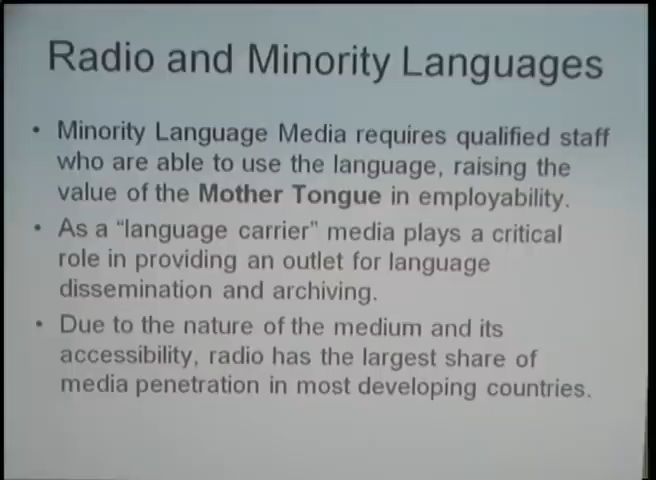 Radio and Minority Languages
• Minority Language Media requires qualified staff
who are able to use the language, raising the
value of the Mother Tongue in employability.
• As a “language carrier” media plays a critical
role in providing an outlet for language
dissemination and archiving.
• Due to the nature of the medium and its
accessibility, radio has the largest share of
media penetration in most developing countries.